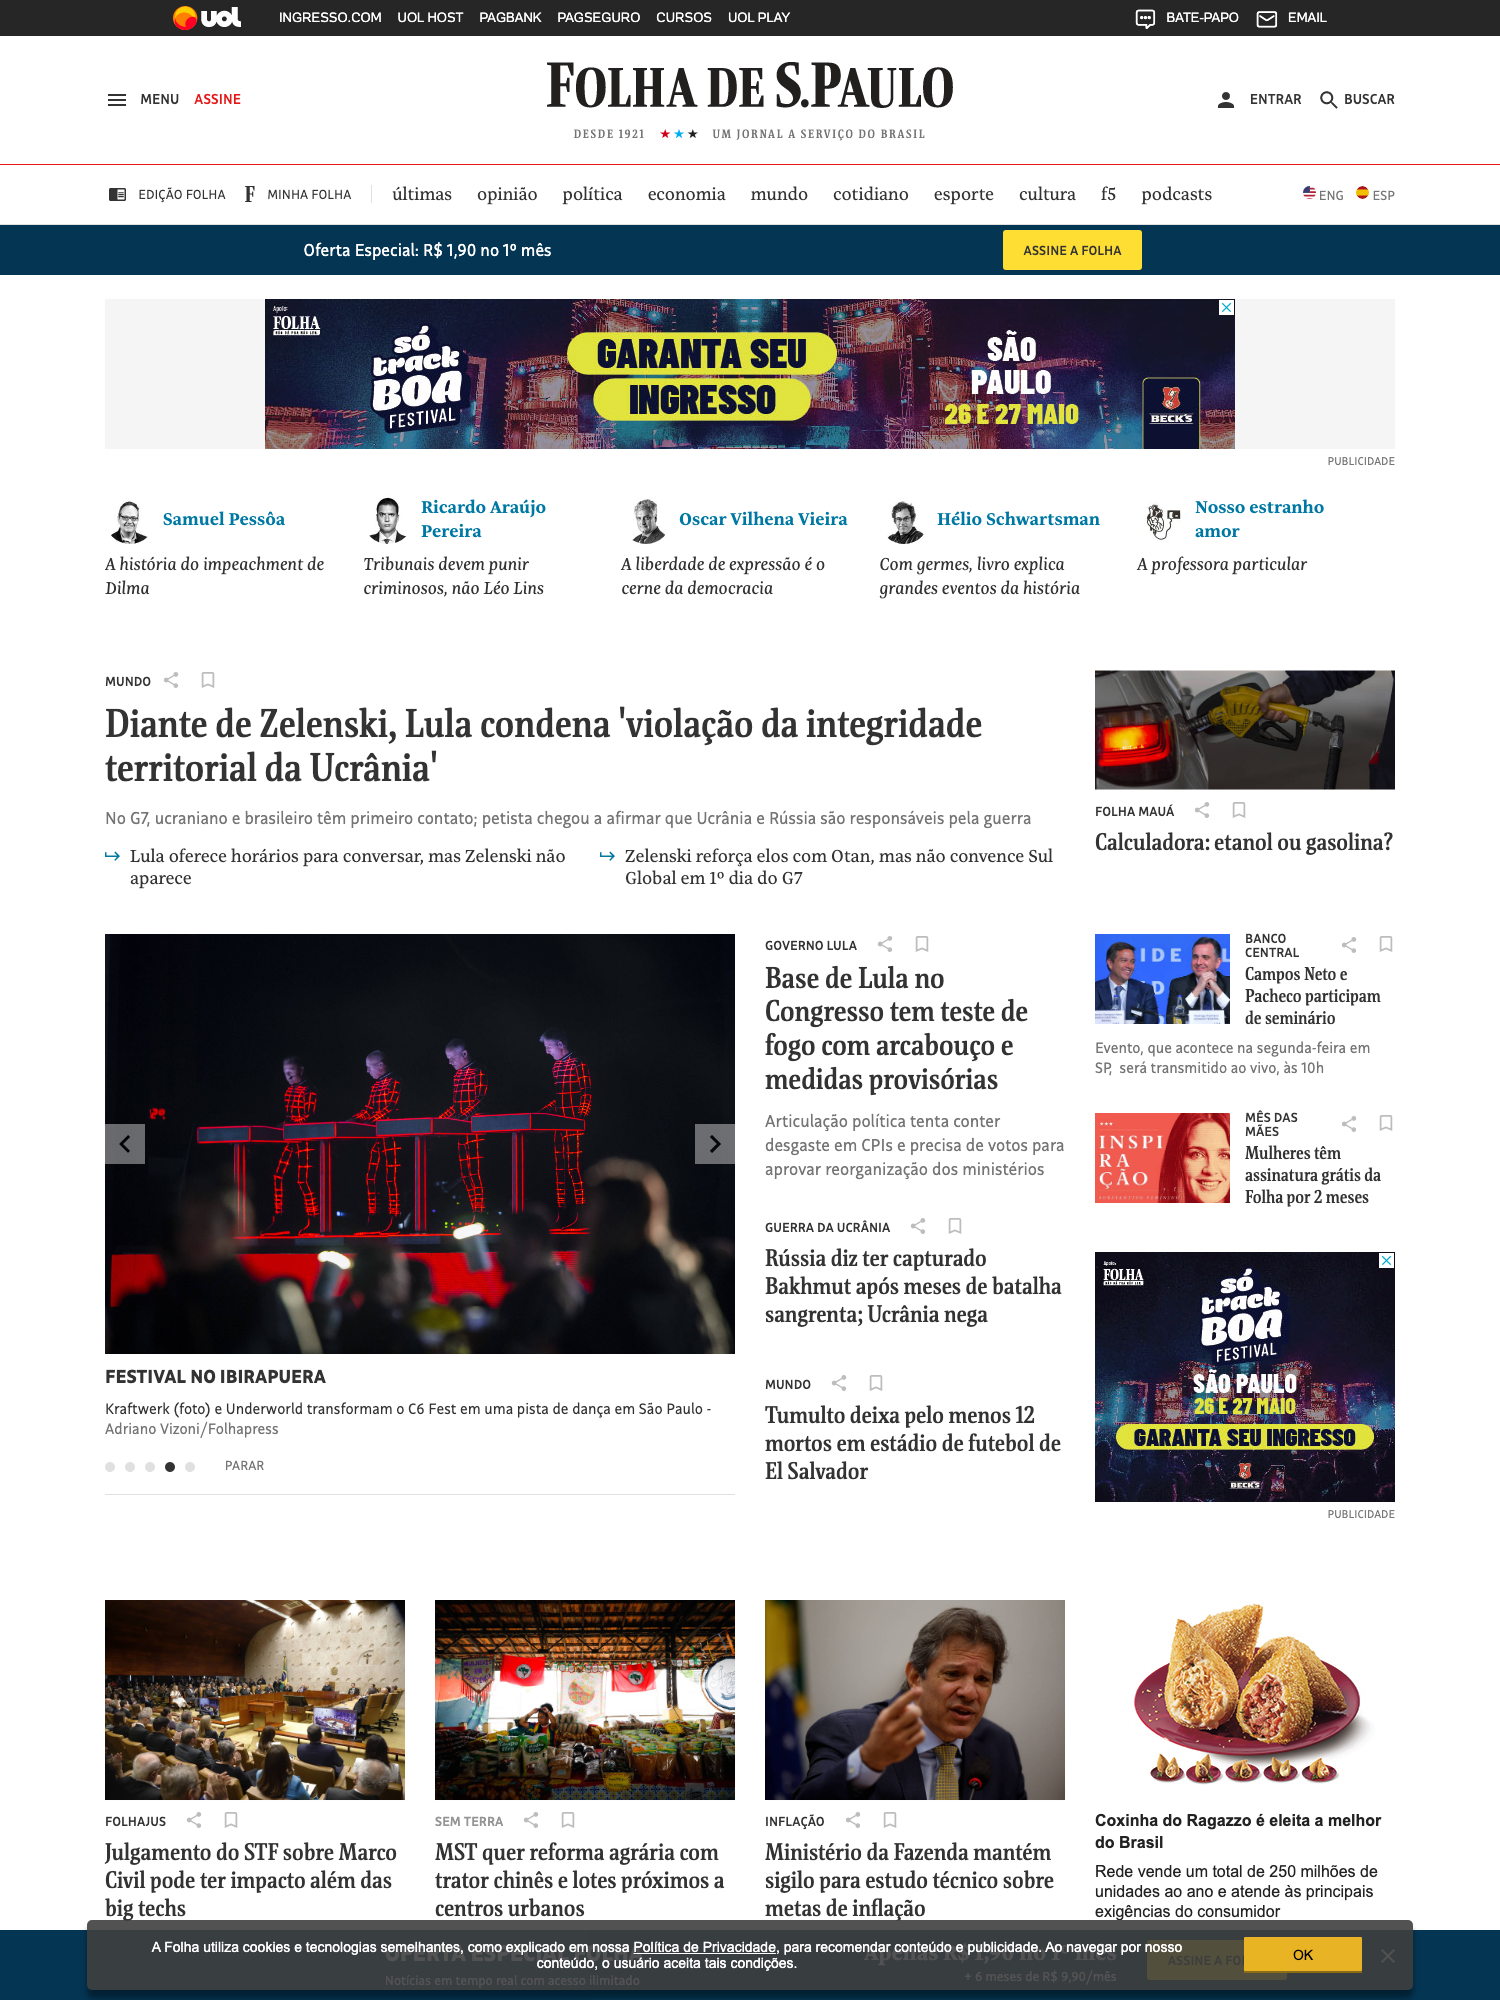 uol INGRESSO.COM UOL HOST PAGBANK PAGSEGURO CURSOS UOL PLAY BATE-PAPO EMAIL
MENU ASSINE
FOLHA DE S.PAULO
DESDE 1921 ★★★ UM JORNAL A SERVIÇO DO BRASIL
ENTRAR BUSCAR
EDIÇÃO FOLHA F MINHA FOLHA últimas opinião política economia mundo cotidiano esporte cultura f5 podcasts ENG ESP
Oferta Especial: R$ 1,90 no 1º mês ASSINE A FOLHA
Apoio:
FOLHA
só
track
BOA
FESTIVAL
GARANTA SEU
INGRESSO
SÃO
PAULO
26 E 27 MAIO
BECK'S
PUBLICIDADE
Samuel Pessôa
A história do impeachment de
Dilma
Ricardo Araújo
Pereira
Tribunais devem punir
criminosos, não Léo Lins
Oscar Vilhena Vieira
A liberdade de expressão é o
cerne da democracia
Hélio Schwartsman
Com germes, livro explica
grandes eventos da história
Nosso estranho
amor
A professora particular
MUNDO
Diante de Zelenski, Lula condena 'violação da integridade
territorial da Ucrânia'
No G7, ucraniano e brasileiro têm primeiro contato; petista chegou a afirmar que Ucrânia e Rússia são responsáveis pela guerra
Lula oferece horários para conversar, mas Zelenski não
aparece
Zelenski reforça elos com Otan, mas não convence Sul
Global em 1º dia do G7
FOLHA MAUÁ
Calculadora: etanol ou gasolina?
FESTIVAL NO IBIRAPUERA
Kraftwerk (foto) e Underworld transformam o C6 Fest em uma pista de dança em São Paulo -
Adriano Vizoni/Folhapress
PARAR
GOVERNO LULA
Base de Lula no
Congresso tem teste de
fogo com arcabouço e
medidas provisórias
Articulação política tenta conter
desgaste em CPIs e precisa de votos para
aprovar reorganização dos ministérios
GUERRA DA UCRÂNIA
Rússia diz ter capturado
Bakhmut após meses de batalha
sangrenta; Ucrânia nega
MUNDO
Tumulto deixa pelo menos 12
mortos em estádio de futebol de
El Salvador
BANCO
CENTRAL
Campos Neto e
Pacheco participam
de seminário
Evento, que acontece na segunda-feira em
SP, será transmitido ao vivo, às 10h
INSPI
RA
ÇÃO
MÊS DAS
MÃES
Mulheres têm
assinatura grátis da
Folha por 2 meses
Apoio:
FOLHA
só
track
BOA
FESTIVAL
SÃO PAULO
26 E 27 MAIO
GARANTA SEU INGRESSO
BECK'S
PUBLICIDADE
FOLHAJUS
Julgamento do STF sobre Marco
Civil pode ter impacto além das
big techs
SEM TERRA
MST quer reforma agrária com
trator chinês e lotes próximos a
centros urbanos
INFLAÇÃO
Ministério da Fazenda mantém
sigilo para estudo técnico sobre
metas de inflação
Coxinha do Ragazzo é eleita a melhor
do Brasil
Rede vende um total de 250 milhões de
unidades ao ano e atende às principais
exigências do consumidor
A Folha utiliza cookies e tecnologias semelhantes, como explicado em nossa Política de Privacidade, para recomendar conteúdo e publicidade. Ao navegar por nosso
conteúdo, o usuário aceita tais condições.
OK
Notícias em tempo real com acesso ilimitado
+ 6 meses de R$ 9,90/mês
ASSINE A FO